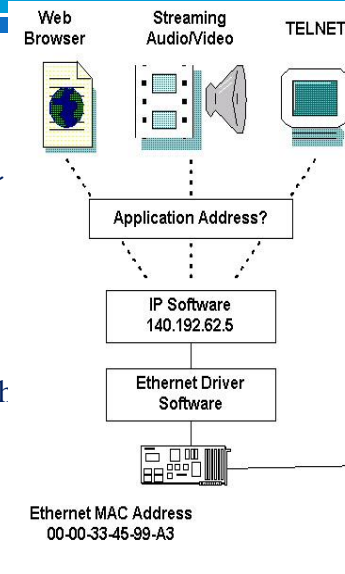 Web
Browser
Streaming
Audio/Video
TELNET
Application Address?
IP Software
140.192.62.5
Ethernet Driver
Software
Ethernet MAC Address
00-00-33-45-99-A3